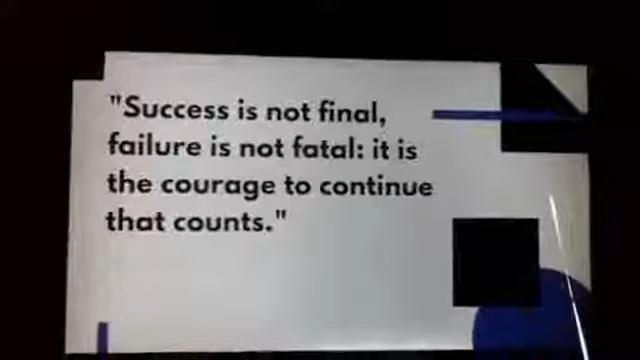 "Success is not final,
failure is not fatal: it is
the courage to continue
that counts."